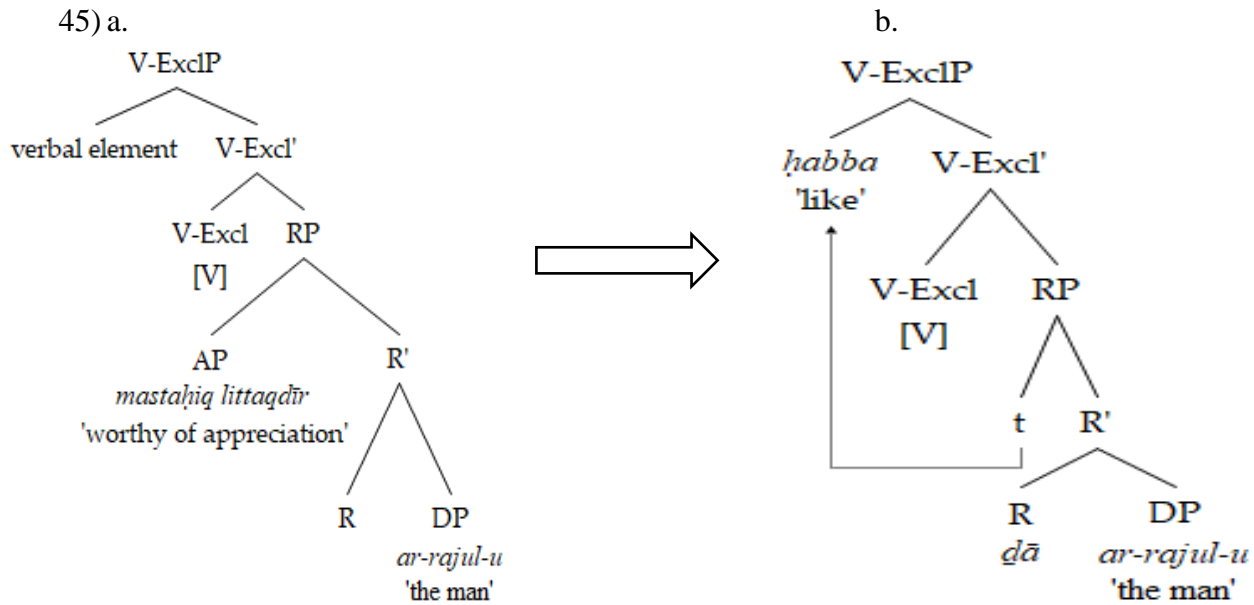 45) a.
b.
V-ExclP
verbal element V-Excl'
V-Excl RP
[V]
AP R'
mastaḥiq littaqdīr
'worthy of appreciation'
R DP
ar-rajul-u
'the man'
V-ExclP
ḥabba V-Excl'
'like'
V-Excl RP
[V]
t R'
R DP
ḏā ar-rajul-u
'the man'